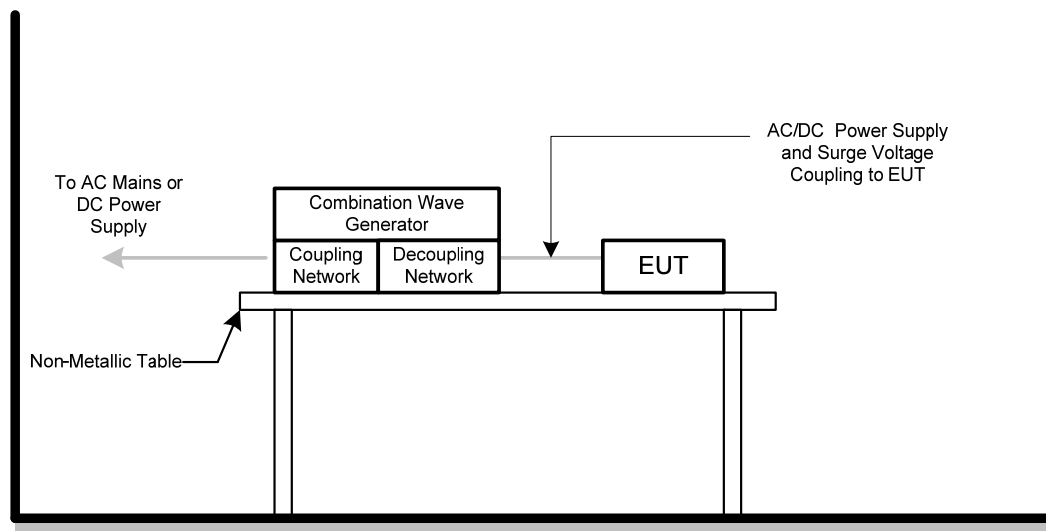 AC/DC Power Supply
and Surge Voltage
Coupling to EUT
To AC Mains or
DC Power
Supply
Combination Wave
Generator
Coupling
Network
Decoupling
Network
EUT
Non-Metallic Table